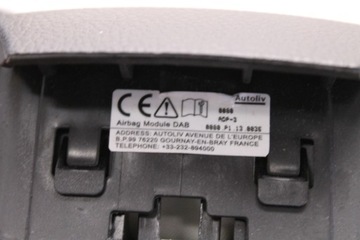 Autoliv
CE
Airbag Module DAB
ADDRESS: AUTOLIV AVENUE DE L'EUROPE
B.P.99 76220 GOURNAY-EN-BRAY FRANCE
TELEPHONE: +33-232-894000